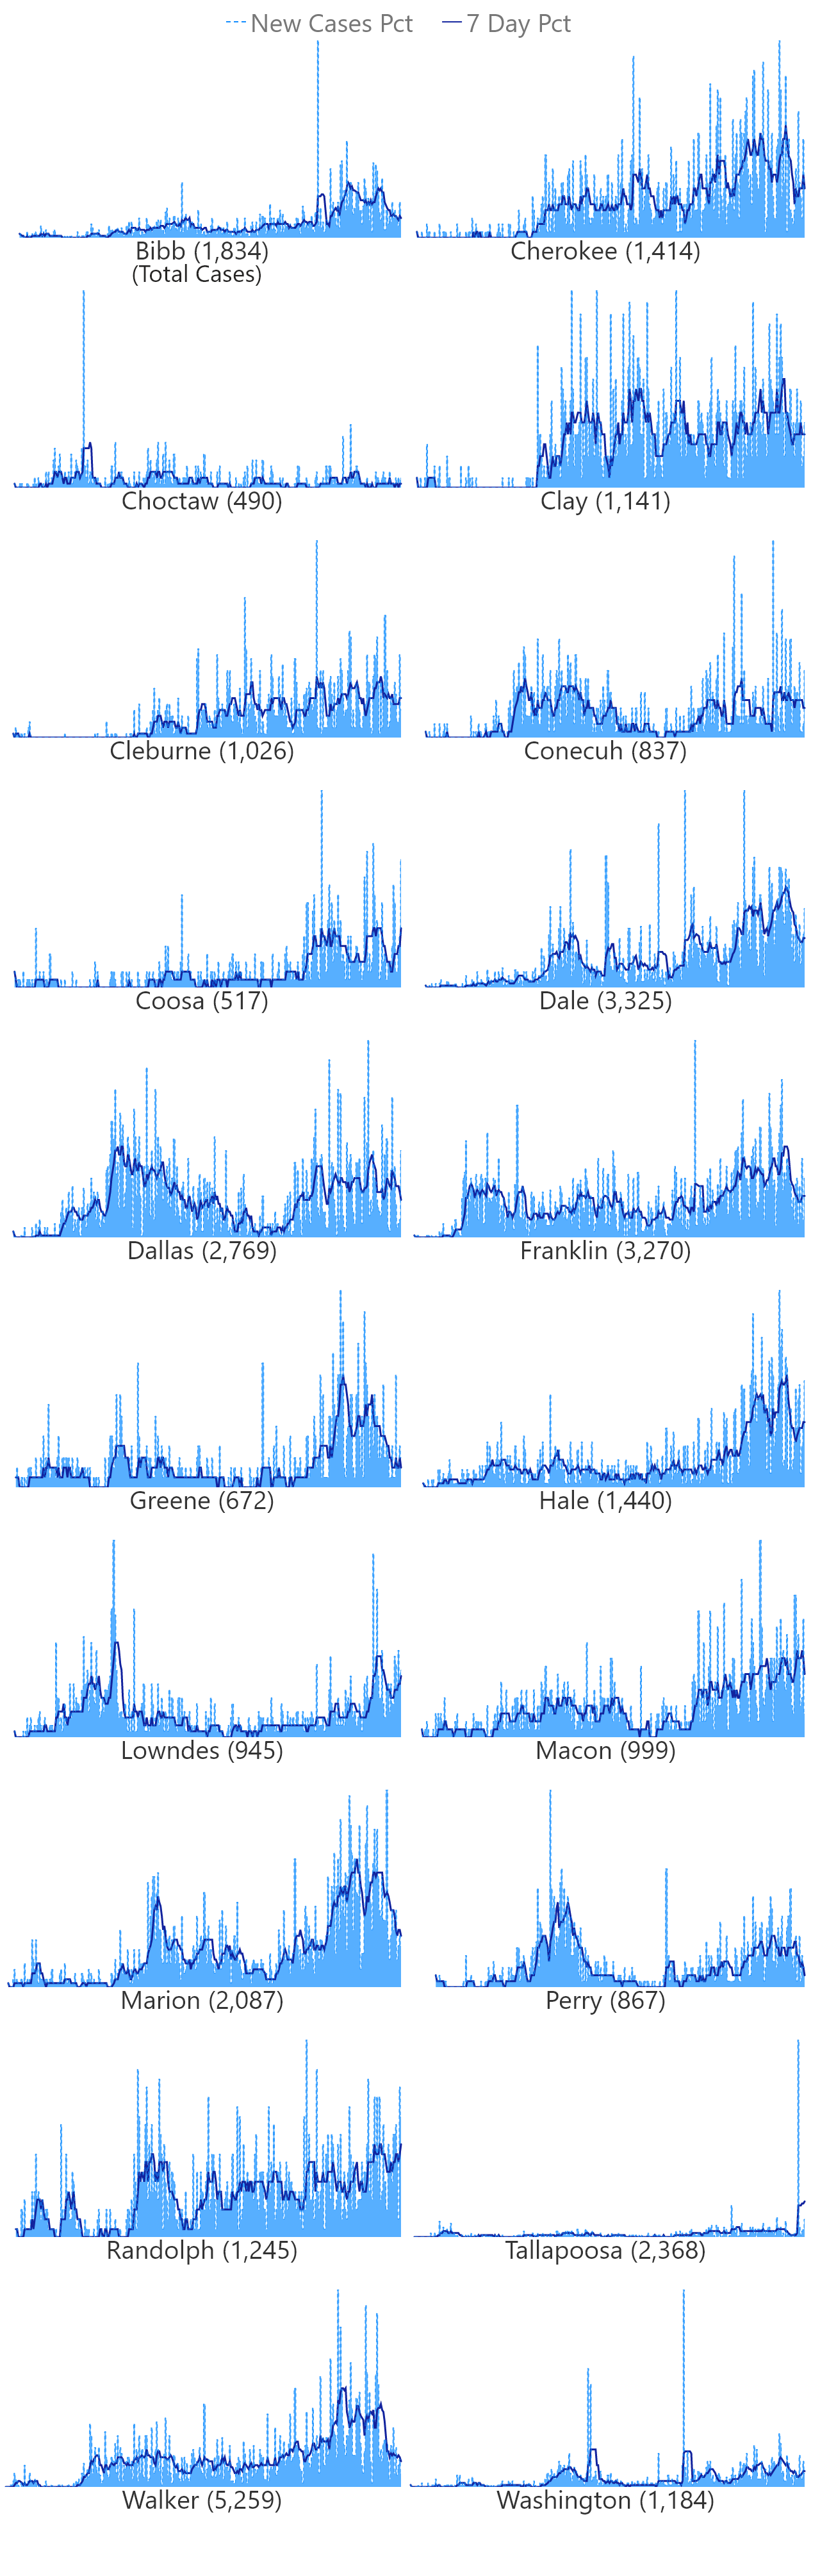 New Cases Pct 7 Day Pct
Bibb (1,834) Cherokee (1,414)
(Total Cases)
Choctaw (490) Clay (1,141)
Cleburne (1,026) Conecuh (837)
Coosa (517) Dale (3,325)
Dallas (2,769) Franklin (3,270)
Greene (672) Hale (1,440)
Lowndes (945) Macon (999)
Marion (2,087) Perry (867)
Randolph (1,245) Tallapoosa (2,368)
Walker (5,259) Washington (1,184)